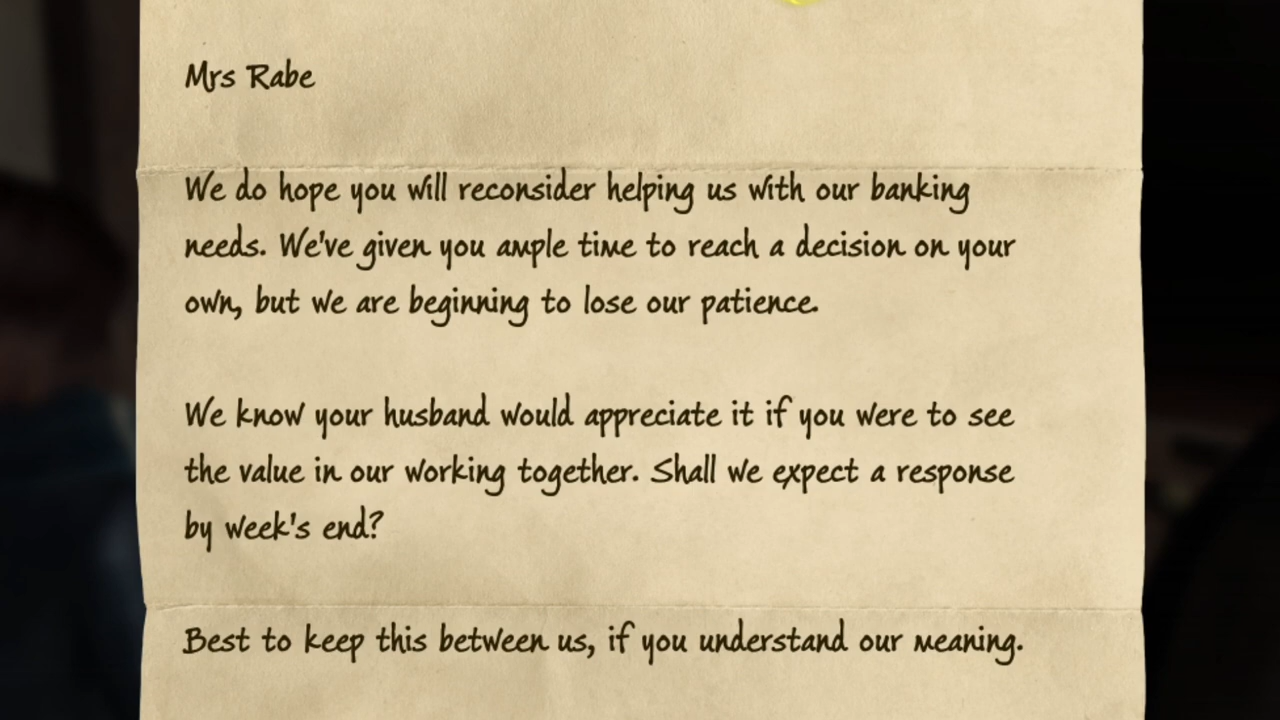 Mrs Rabe
We do hope you will reconsider helping us with our banking
needs. We've given you ample time to reach a decision on your
own, but we are beginning to lose our patience.
We know your husband would appreciate it if you were to see
the value in our working together. Shall we expect a response
by week's end?
Best to keep this between us, if you understand our meaning.